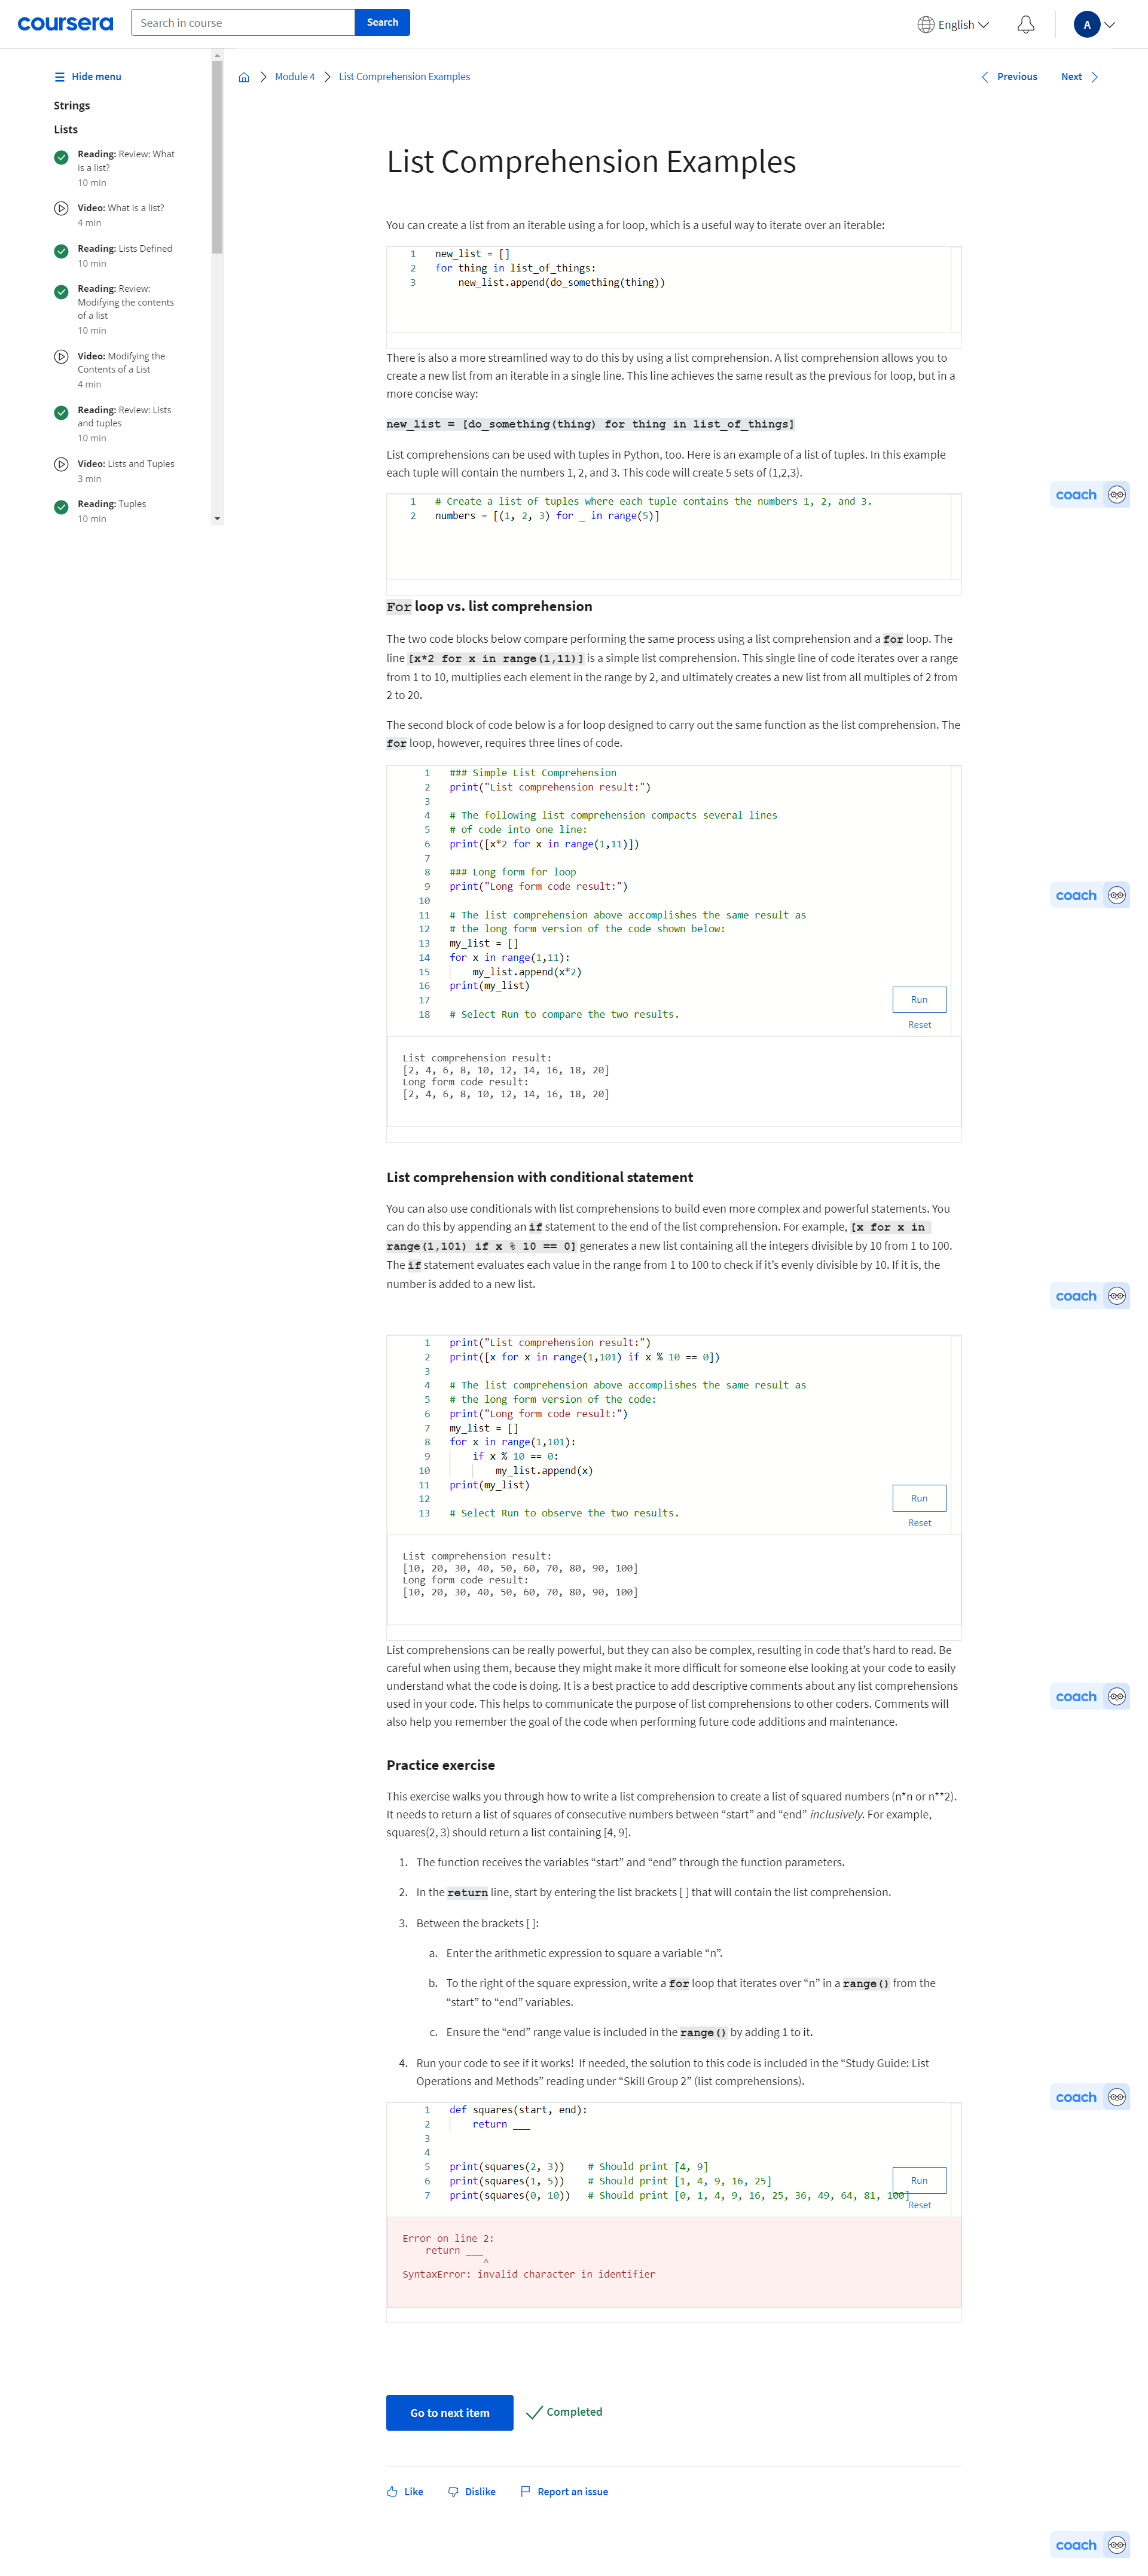 coursera
Search in course
Search
English
A
Hide menu
Strings
Lists
Reading: Review: What
is a list?
10 min
Video: What is a list?
4 min
Reading: Lists Defined
10 min
Reading: Review:
Modifying the contents
of a list
10 min
Video: Modifying the
Contents of a List
4 min
Reading: Review: Lists
and tuples
10 min
Video: Lists and Tuples
3 min
Reading: Tuples
10 min
Module 4
List Comprehension Examples
Previous
Next
List Comprehension Examples
You can create a list from an iterable using a for loop, which is a useful way to iterate over an iterable:
1 new_list = []
2 for thing in list_of_things:
3     new_list.append(do_something(thing))
There is also a more streamlined way to do this by using a list comprehension. A list comprehension allows you to
create a new list from an iterable in a single line. This line achieves the same result as the previous for loop, but in a
more concise way:
new_list = [do_something(thing) for thing in list_of_things]
List comprehensions can be used with tuples in Python, too. Here is an example of a list of tuples. In this example
each tuple will contain the numbers 1, 2, and 3. This code will create 5 sets of (1,2,3).
coach
1 # Create a list of tuples where each tuple contains the numbers 1, 2, and 3.
2 numbers = [(1, 2, 3) for _ in range(5)]
For loop vs. list comprehension
The two code blocks below compare performing the same process using a list comprehension and a for loop. The
line [x*2 for x in range(1,11)] is a simple list comprehension. This single line of code iterates over a range
from 1 to 10, multiplies each element in the range by 2, and ultimately creates a new list from all multiples of 2 from
2 to 20.
The second block of code below is a for loop designed to carry out the same function as the list comprehension. The
for loop, however, requires three lines of code.
1 ### Simple List Comprehension
2 print("List comprehension result:")
3
4 # The following list comprehension compacts several lines
5 # of code into one line:
6 print([x*2 for x in range(1,11)])
7
8 ### Long form for loop
9 print("Long form code result:")
coach
10
11 # The list comprehension above accomplishes the same result as
12 # the long form version of the code shown below:
13 my_list = []
14 for x in range(1,11):
15     my_list.append(x*2)
16 print(my_list)
17
18 # Select Run to compare the two results.
Run
Reset
List comprehension result:
[2, 4, 6, 8, 10, 12, 14, 16, 18, 20]
Long form code result:
[2, 4, 6, 8, 10, 12, 14, 16, 18, 20]
List comprehension with conditional statement
You can also use conditionals with list comprehensions to build even more complex and powerful statements. You
can do this by appending an if statement to the end of the list comprehension. For example, [x for x in
range(1,101) if x % 10 == 0] generates a new list containing all the integers divisible by 10 from 1 to 100.
The if statement evaluates each value in the range from 1 to 100 to check if it’s evenly divisible by 10. If it is, the
number is added to a new list.
coach
1 print("List comprehension result:")
2 print([x for x in range(1,101) if x % 10 == 0])
3
4 # The list comprehension above accomplishes the same result as
5 # the long form version of the code:
6 print("Long form code result:")
7 my_list = []
8 for x in range(1,101):
9     if x % 10 == 0:
10         my_list.append(x)
11 print(my_list)
12
13 # Select Run to observe the two results.
Run
Reset
List comprehension result:
[10, 20, 30, 40, 50, 60, 70, 80, 90, 100]
Long form code result:
[10, 20, 30, 40, 50, 60, 70, 80, 90, 100]
List comprehensions can be really powerful, but they can also be complex, resulting in code that’s hard to read. Be
careful when using them, because they might make it more difficult for someone else looking at your code to easily
understand what the code is doing. It is a best practice to add descriptive comments about any list comprehensions
used in your code. This helps to communicate the purpose of list comprehensions to other coders. Comments will
also help you remember the goal of the code when performing future code additions and maintenance.
coach
Practice exercise
This exercise walks you through how to write a list comprehension to create a list of squared numbers (n*n or n**2).
It needs to return a list of squares of consecutive numbers between “start” and “end” inclusively. For example,
squares(2, 3) should return a list containing [4, 9].
1. The function receives the variables “start” and “end” through the function parameters.
2. In the return line, start by entering the list brackets [ ] that will contain the list comprehension.
3. Between the brackets [ ]:
a. Enter the arithmetic expression to square a variable “n”.
b. To the right of the square expression, write a for loop that iterates over “n” in a range() from the
“start” to “end” variables.
c. Ensure the “end” range value is included in the range() by adding 1 to it.
4. Run your code to see if it works! If needed, the solution to this code is included in the “Study Guide: List
Operations and Methods” reading under “Skill Group 2” (list comprehensions).
coach
1 def squares(start, end):
2     return ___
3
4
5 print(squares(2, 3))    # Should print [4, 9]
6 print(squares(1, 5))    # Should print [1, 4, 9, 16, 25]
7 print(squares(0, 10))   # Should print [0, 1, 4, 9, 16, 25, 36, 49, 64, 81, 100]
Run
Reset
Error on line 2:
    return ___
              ^
SyntaxError: invalid character in identifier
Go to next item
Completed
Like
Dislike
Report an issue
coach